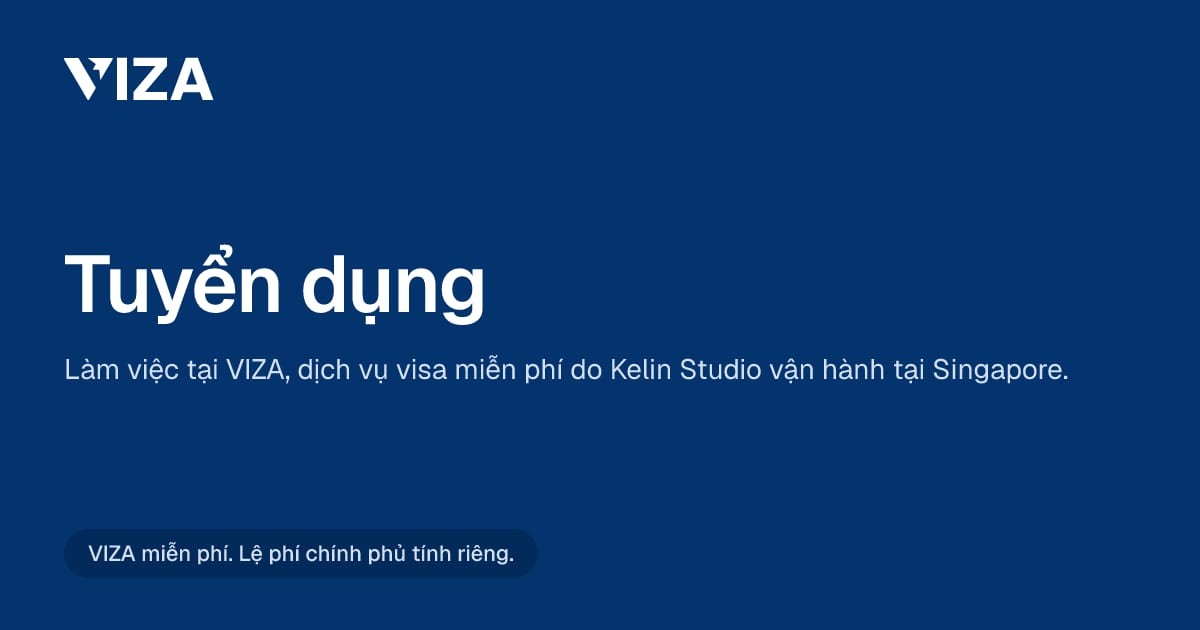 VIZA
Tuyển dụng
Làm việc tại VIZA, dịch vụ visa miễn phí do Kelin Studio vận hành tại Singapore.
VIZA miễn phí. Lệ phí chính phủ tính riêng.